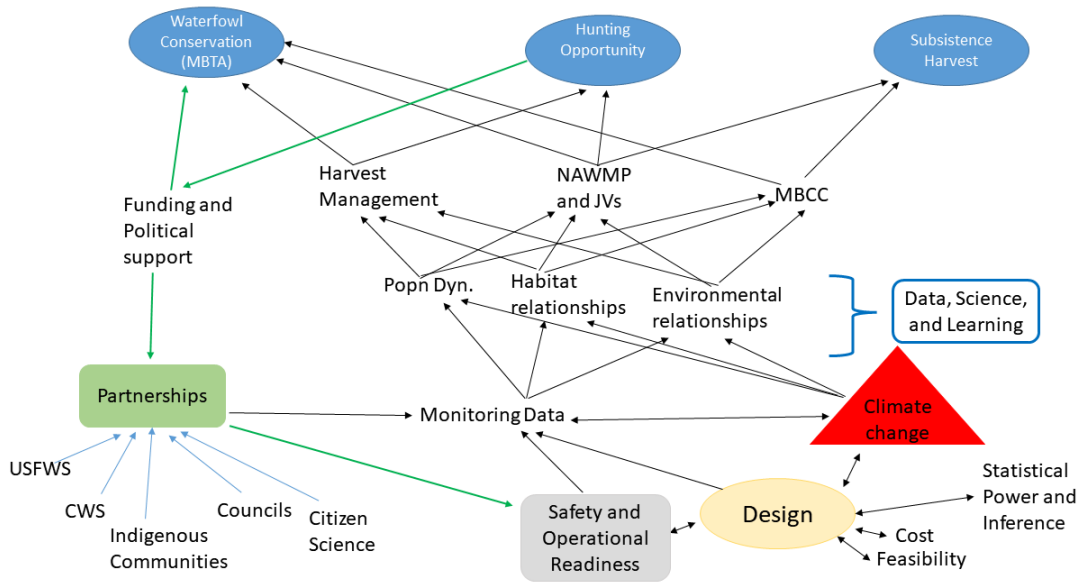 Waterfowl
Conservation
(MBTA)
Hunting
Opportunity
Subsistence
Harvest
Harvest
Management
NAWMP
and JVs
MBCC
Funding and
Political
support
Popn Dyn.
Habitat
relationships
Environmental
relationships
Data, Science,
and Learning
Partnerships
Monitoring Data
Climate
change
USFWS
CWS
Indigenous
Communities
Councils
Citizen
Science
Safety and
Operational
Readiness
Design
Statistical
Power and
Inference
Cost
Feasibility